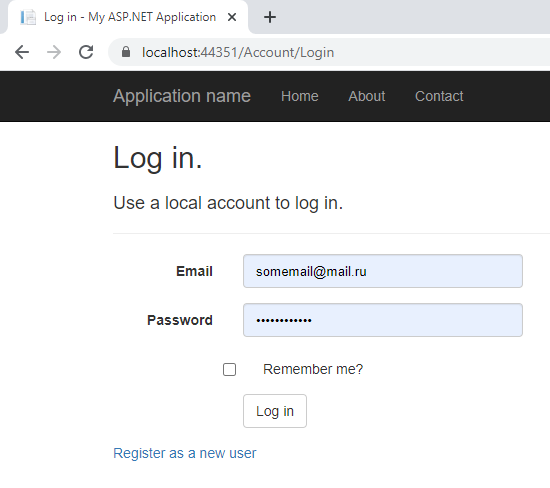 Log in - My ASP.NET Application
localhost:44351/Account/Login
Application name Home About Contact
Log in.
Use a local account to log in.
Email somemail@mail.ru
Password ••••••••••••
Remember me?
Log in
Register as a new user